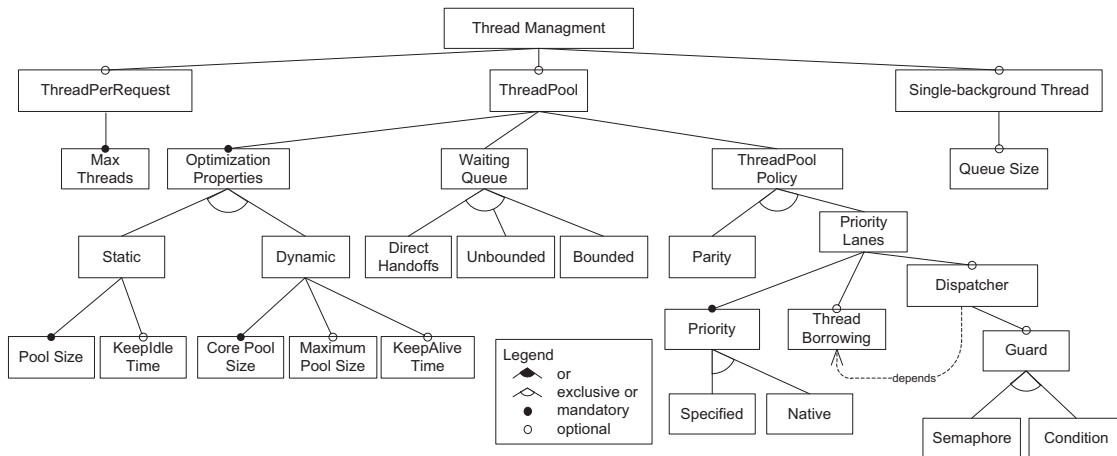 Thread Managment
ThreadPerRequest
ThreadPool
Single-background Thread
Max
Threads
Optimization
Properties
Waiting
Queue
ThreadPool
Policy
Queue Size
Static
Dynamic
Direct
Handoffs
Unbounded
Bounded
Parity
Priority
Lanes
Dispatcher
Pool Size
KeepIdle
Time
Core Pool
Size
Maximum
Pool Size
KeepAlive
Time
Priority
Thread
Borrowing
Guard
depends
Legend
or
exclusive or
mandatory
optional
Specified
Native
Semaphore
Condition